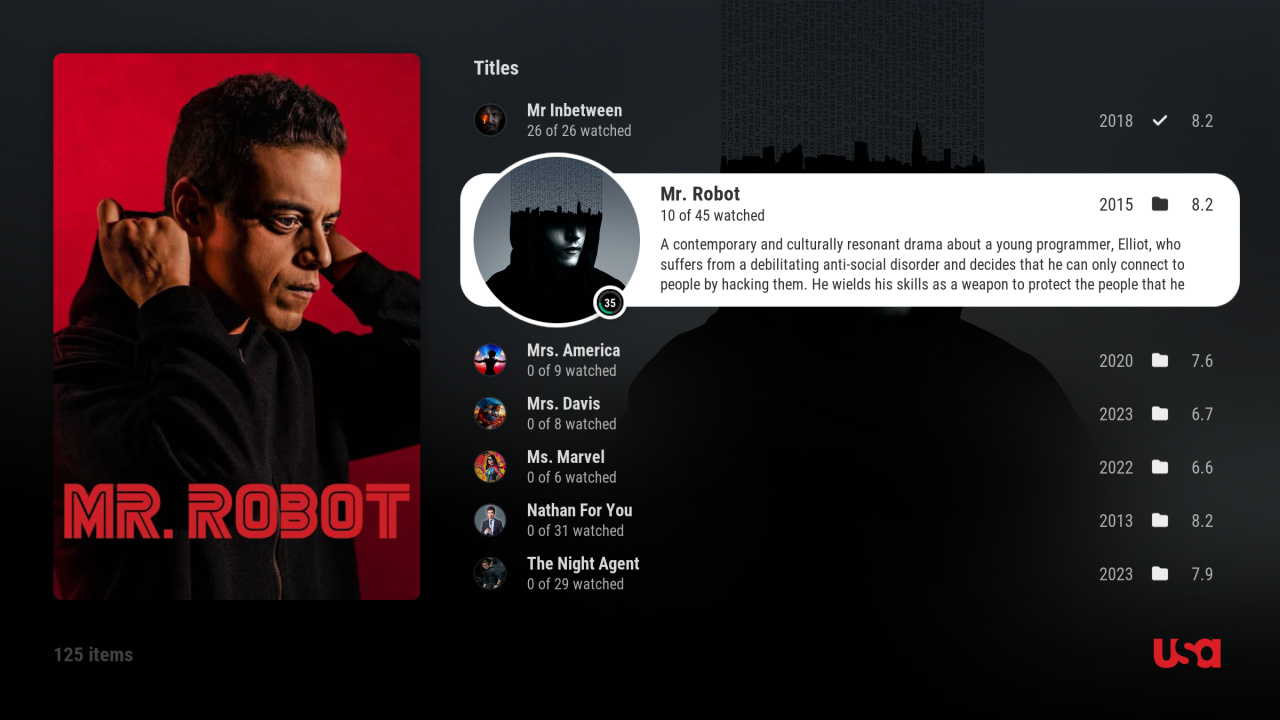 Titles
Mr Inbetween
26 of 26 watched
2018 8.2
Mr. Robot
10 of 45 watched
2015 8.2
A contemporary and culturally resonant drama about a young programmer, Elliot, who
suffers from a debilitating anti-social disorder and decides that he can only connect to
people by hacking them. He wields his skills as a weapon to protect the people that he
35
Mrs. America
0 of 9 watched
2020 7.6
Mrs. Davis
0 of 8 watched
2023 6.7
Ms. Marvel
0 of 6 watched
2022 6.6
Nathan For You
0 of 31 watched
2013 8.2
The Night Agent
0 of 29 watched
2023 7.9
MR. ROBOT
125 items
usa